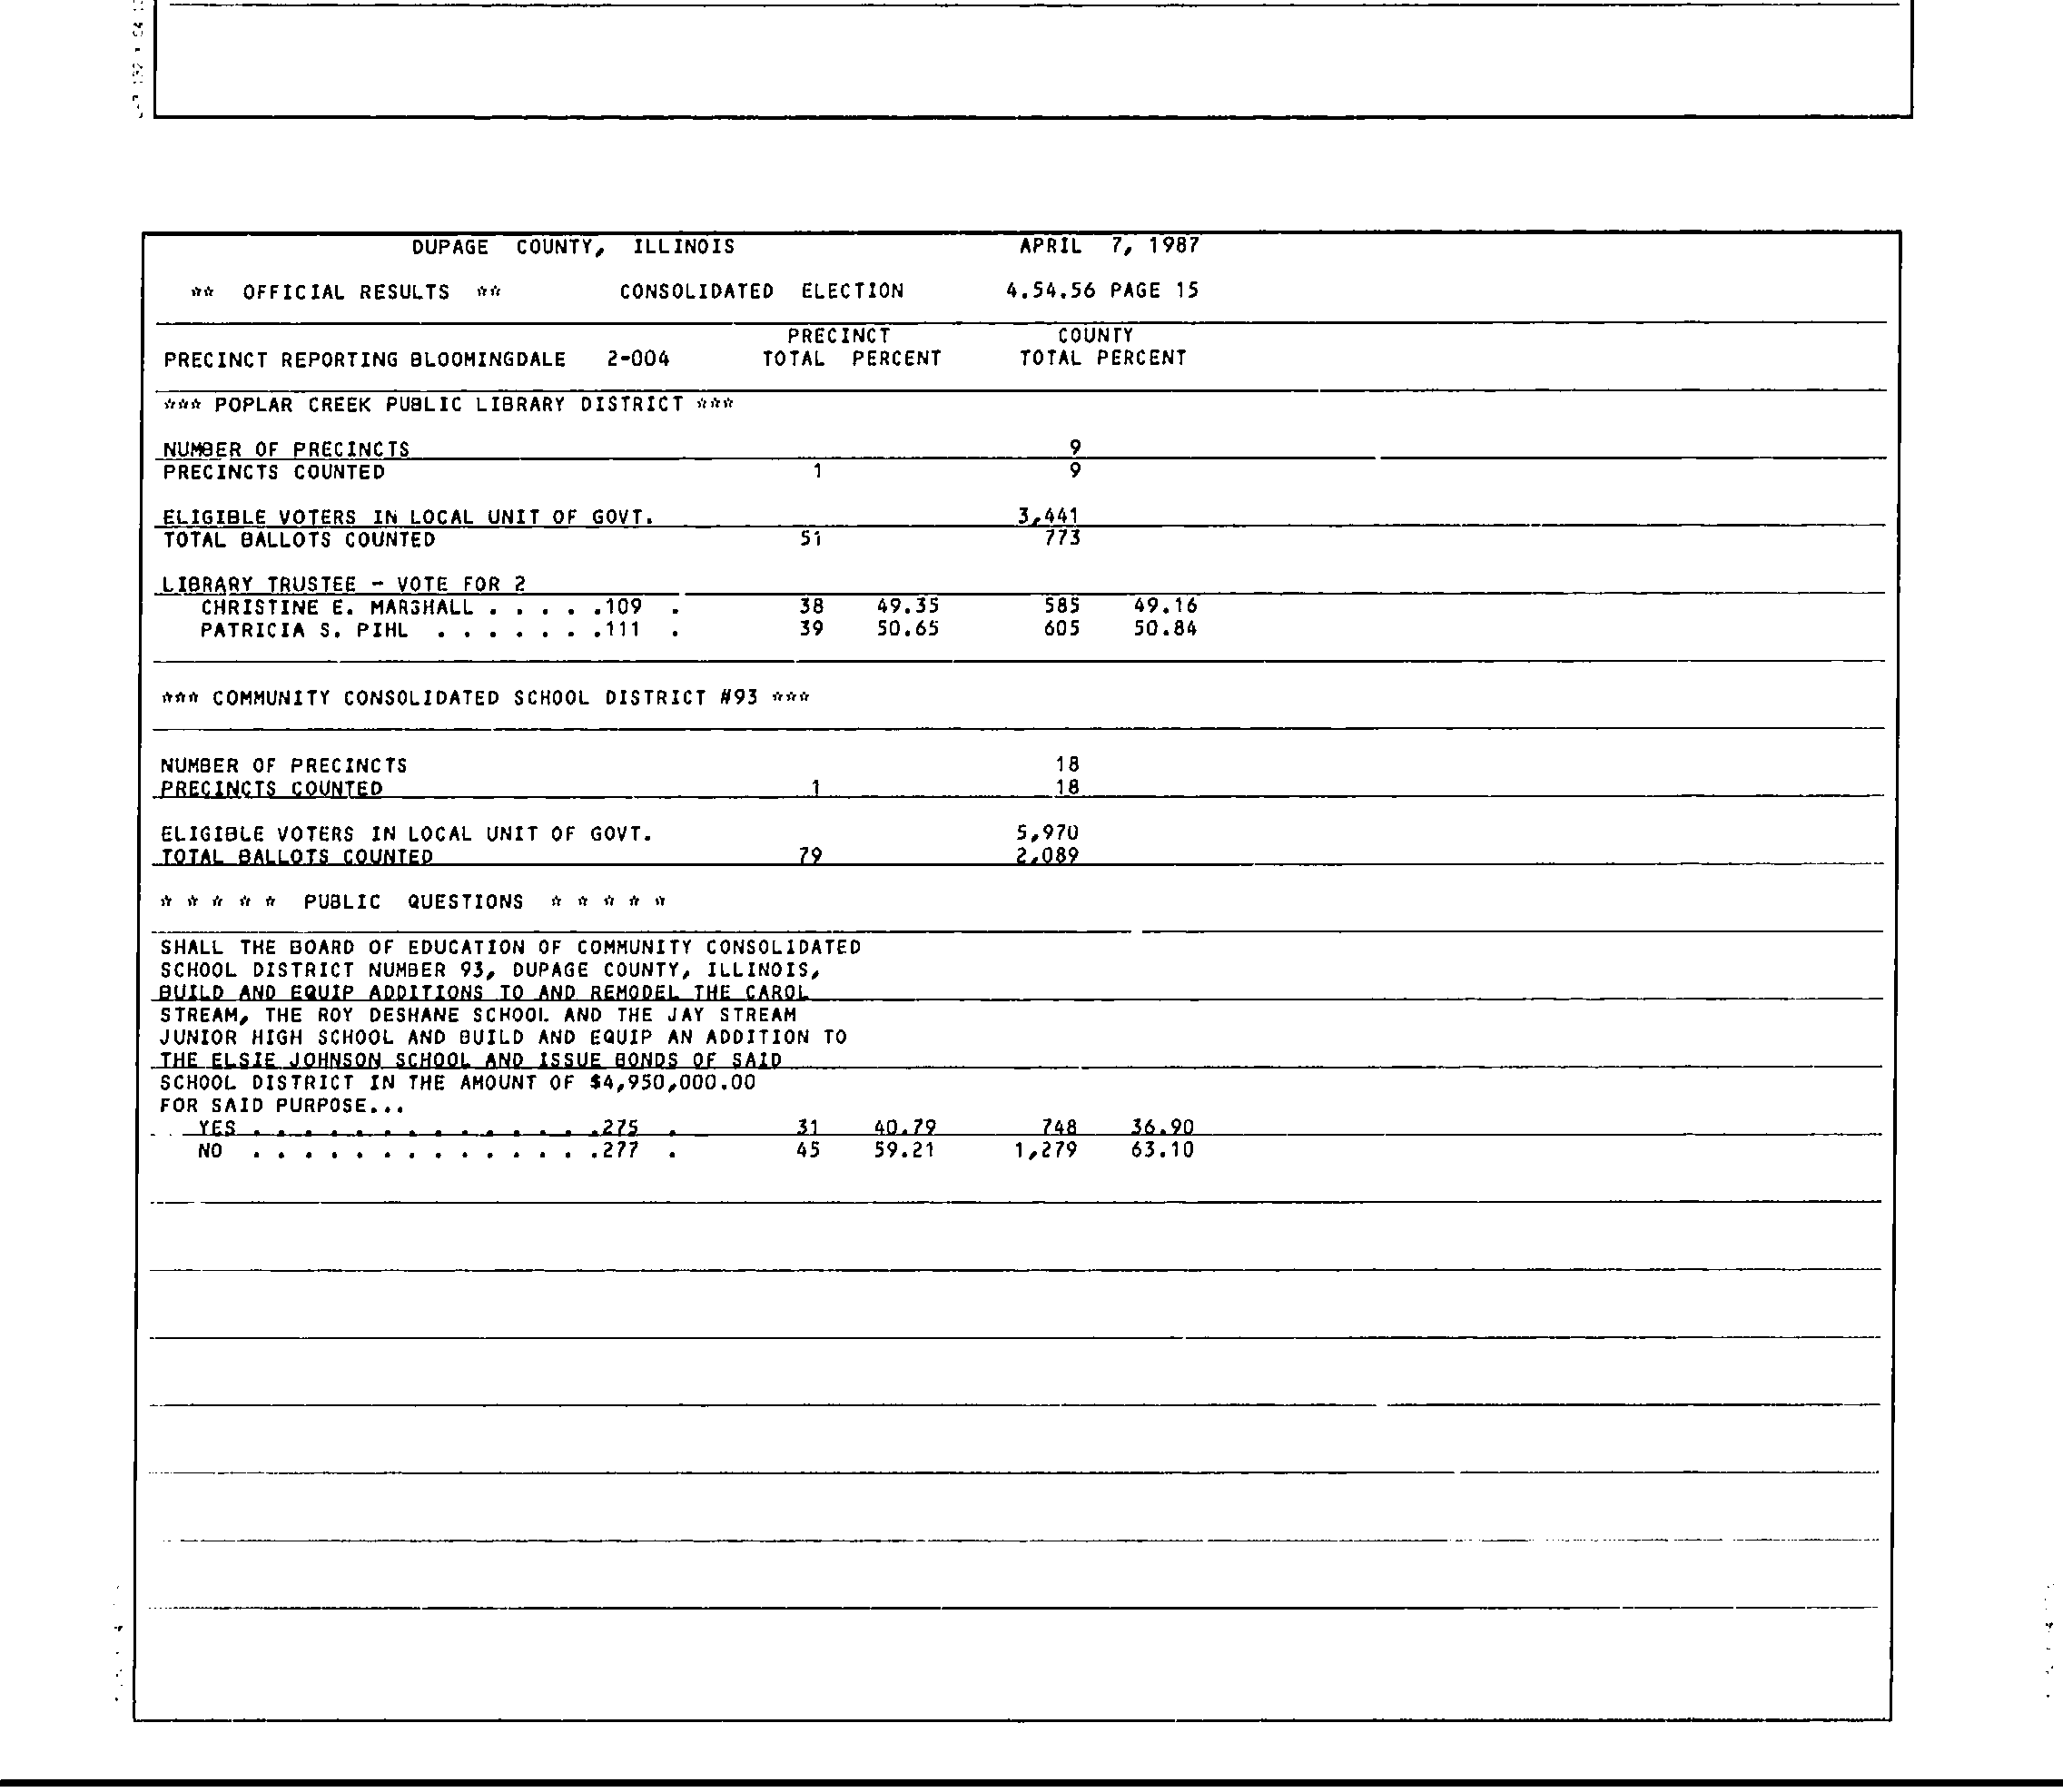 DUPAGE COUNTY, ILLINOIS APRIL 7, 1987
** OFFICIAL RESULTS ** CONSOLIDATED ELECTION 4.54.56 PAGE 15
PRECINCT COUNTY
PRECINCT REPORTING BLOOMINGDALE 2-004 TOTAL PERCENT TOTAL PERCENT
*** POPLAR CREEK PUBLIC LIBRARY DISTRICT ***
NUMBER OF PRECINCTS 9
PRECINCTS COUNTED 1 9
ELIGIBLE VOTERS IN LOCAL UNIT OF GOVT. 3,441
TOTAL BALLOTS COUNTED 51 773
LIBRARY TRUSTEE - VOTE FOR 2
CHRISTINE E. MARSHALL . . . . .109 . 38 49.35 585 49.16
PATRICIA S. PIHL . . . . . . .111 . 39 50.65 605 50.84
*** COMMUNITY CONSOLIDATED SCHOOL DISTRICT #93 ***
NUMBER OF PRECINCTS 18
PRECINCTS COUNTED 1 18
ELIGIBLE VOTERS IN LOCAL UNIT OF GOVT. 5,970
TOTAL BALLOTS COUNTED 79 2,089
* * * * * PUBLIC QUESTIONS * * * * *
SHALL THE BOARD OF EDUCATION OF COMMUNITY CONSOLIDATED
SCHOOL DISTRICT NUMBER 93, DUPAGE COUNTY, ILLINOIS,
BUILD AND EQUIP ADDITIONS TO AND REMODEL THE CAROL
STREAM, THE ROY DESHANE SCHOOL AND THE JAY STREAM
JUNIOR HIGH SCHOOL AND BUILD AND EQUIP AN ADDITION TO
THE ELSIE JOHNSON SCHOOL AND ISSUE BONDS OF SAID
SCHOOL DISTRICT IN THE AMOUNT OF $4,950,000.00
FOR SAID PURPOSE...
YES . . . . . . . . . . . . . .275 . 31 40.79 748 36.90
NO . . . . . . . . . . . . . .277 . 45 59.21 1,279 63.10